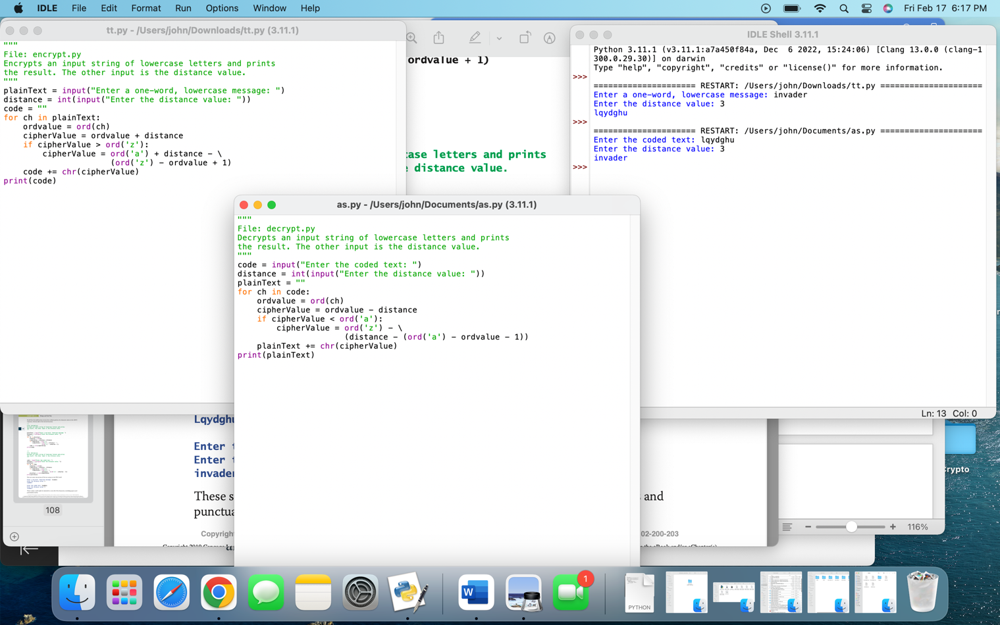 IDLE File Edit Format Run Options Window Help Fri Feb 17 6:17 PM
tt.py - /Users/john/Downloads/tt.py (3.11.1)
"""
File: encrypt.py
Encrypts an input string of lowercase letters and prints
the result. The other input is the distance value.
"""
plainText = input("Enter a one-word, lowercase message: ")
distance = int(input("Enter the distance value: "))
code = ""
for ch in plainText:
    ordvalue = ord(ch)
    cipherValue = ordvalue + distance
    if cipherValue > ord('z'):
        cipherValue = ord('a') + distance - \
                      (ord('z') - ordvalue + 1)
    code += chr(cipherValue)
print(code)
ordvalue + 1)
case letters and prints
distance value.
IDLE Shell 3.11.1
Python 3.11.1 (v3.11.1:a7a450f84a, Dec  6 2022, 15:24:06) [Clang 13.0.0 (clang-1
300.0.29.30)] on darwin
Type "help", "copyright", "credits" or "license()" for more information.
>>>
===================== RESTART: /Users/john/Downloads/tt.py =====================
Enter a one-word, lowercase message: invader
Enter the distance value: 3
lqydghu
>>>
===================== RESTART: /Users/john/Documents/as.py =====================
Enter the coded text: lqydghu
Enter the distance value: 3
invader
>>>
Ln: 13 Col: 0
as.py - /Users/john/Documents/as.py (3.11.1)
"""
File: decrypt.py
Decrypts an input string of lowercase letters and prints
the result. The other input is the distance value.
"""
code = input("Enter the coded text: ")
distance = int(input("Enter the distance value: "))
plainText = ""
for ch in code:
    ordvalue = ord(ch)
    cipherValue = ordvalue - distance
    if cipherValue < ord('a'):
        cipherValue = ord('z') - \
                      (distance - (ord('a') - ordvalue - 1))
    plainText += chr(cipherValue)
print(plainText)
Lqydghu
Enter
Enter
invader
These s
and
punctua
Copyright
02-200-203
108
Crypto
116%
1
W
PYTHON